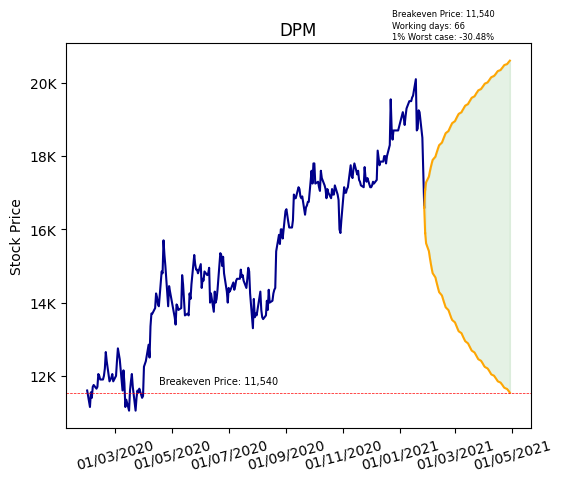 Breakeven Price: 11,540
Working days: 66
1% Worst case: -30.48%
DPM
Stock Price
20K
18K
16K
14K
12K
Breakeven Price: 11,540
01/03/2020
01/05/2020
01/07/2020
01/09/2020
01/11/2020
01/01/2021
01/03/2021
01/05/2021